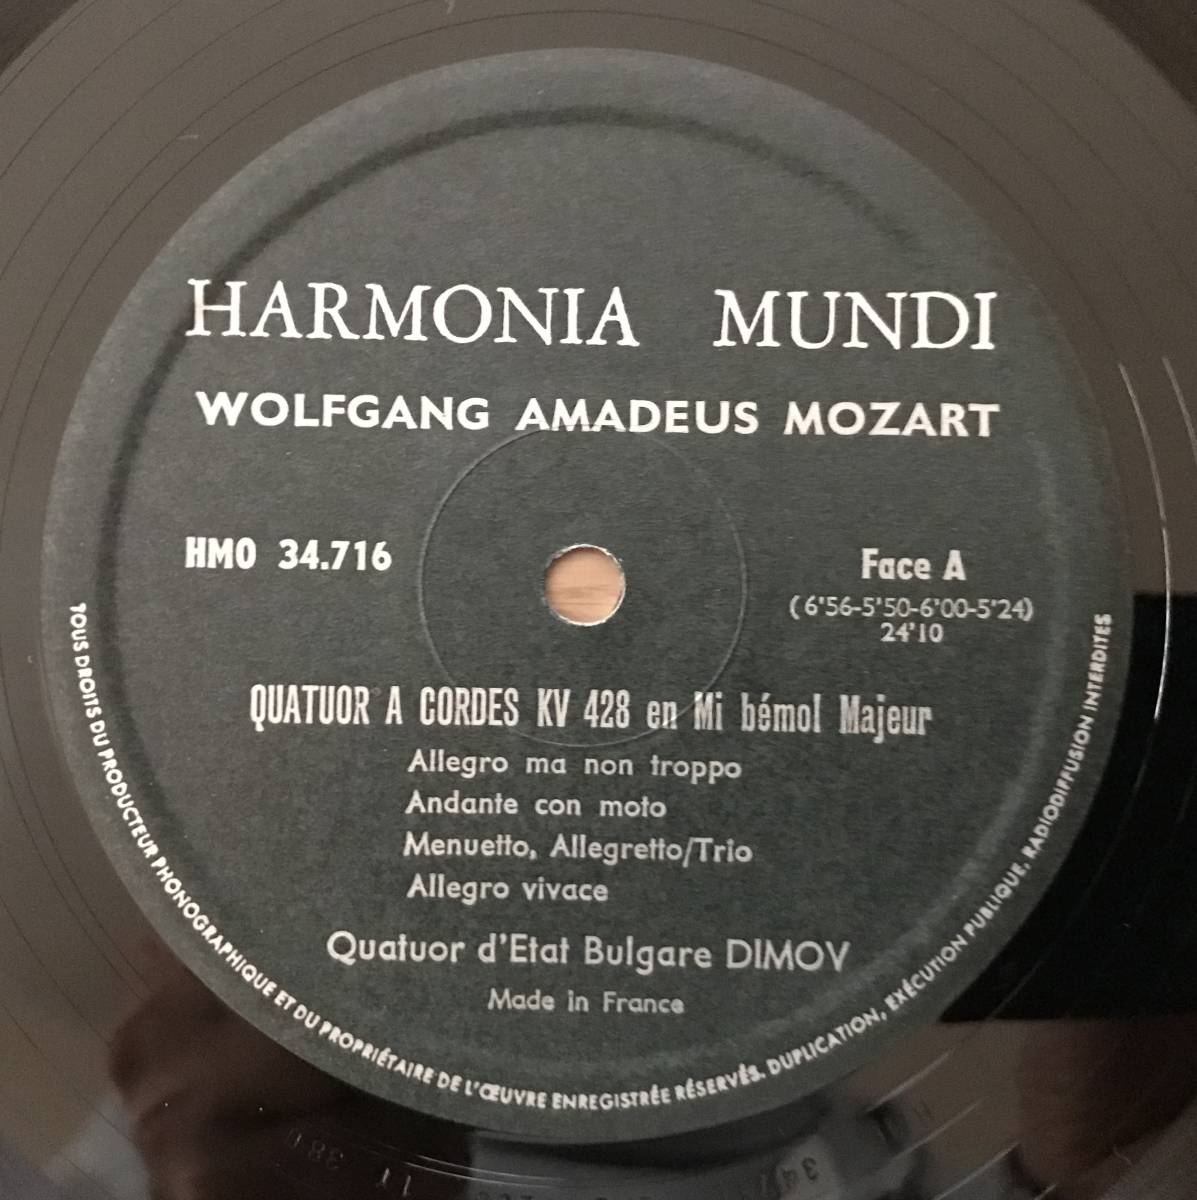 HARMONIA MUNDI
WOLFGANG AMADEUS MOZART
HMO 34.716
Face A
(6'56-5'50-6'00-5'24)
24'10
QUATUOR A CORDES KV 428 en Mi bémol Majeur
Allegro ma non troppo
Andante con moto
Menuetto, Allegretto/Trio
Allegro vivace
Quatuor d'Etat Bulgare DIMOV
Made in France
TOUS DROITS DU PRODUCTEUR PHONOGRAPHIQUE ET DU PROPRIÉTAIRE DE L'ŒUVRE ENREGISTRÉE RÉSERVÉS. DUPLICATION, EXÉCUTION PUBLIQUE, RADIODIFFUSION INTERDITES